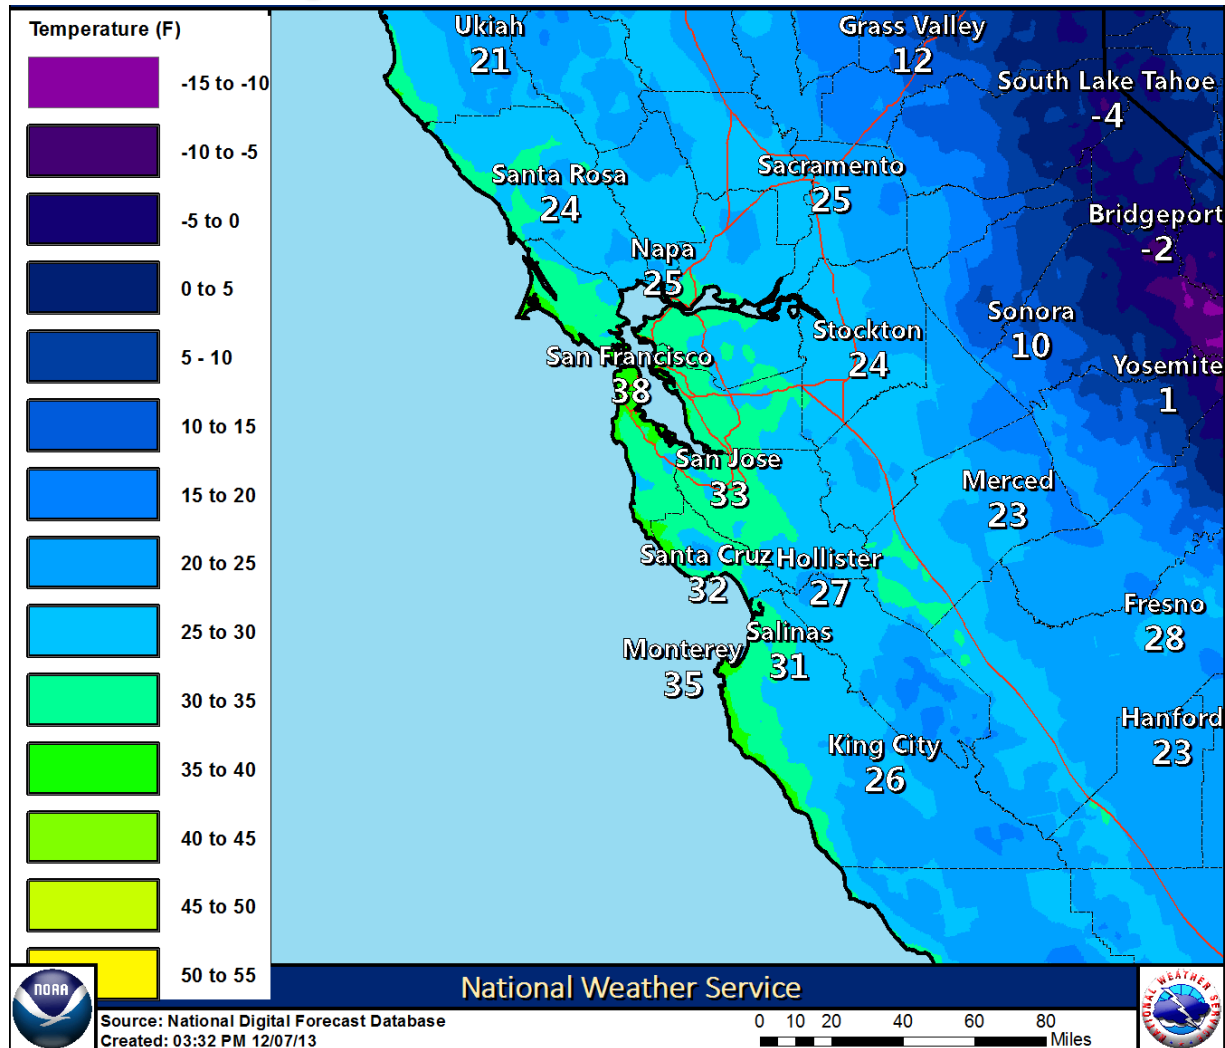 Temperature (F)
-15 to -10
-10 to -5
-5 to 0
0 to 5
5 - 10
10 to 15
15 to 20
20 to 25
25 to 30
30 to 35
35 to 40
40 to 45
45 to 50
50 to 55
Ukiah
21
Grass Valley
12
South Lake Tahoe
-4
Santa Rosa
24
Sacramento
25
Bridgeport
-2
Napa
25
Stockton
24
Sonora
10
San Francisco
38
Yosemite
1
San Jose
33
Merced
23
Santa Cruz
32
Hollister
27
Fresno
28
Monterey
35
Salinas
31
King City
26
Hanford
23
National Weather Service
NOAA
Source: National Digital Forecast Database
Created: 03:32 PM 12/07/13
0 10 20 40 60 80
Miles
NATIONAL WEATHER SERVICE